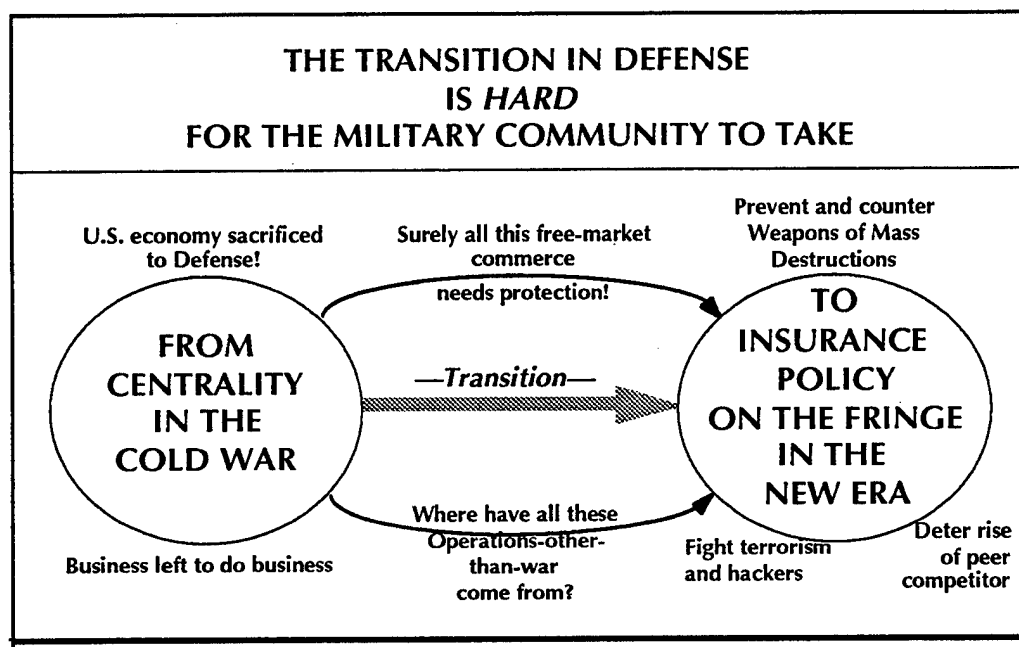 THE TRANSITION IN DEFENSE
IS HARD
FOR THE MILITARY COMMUNITY TO TAKE
U.S. economy sacrificed
to Defense!
Surely all this free-market
commerce
needs protection!
Prevent and counter
Weapons of Mass
Destructions
FROM
CENTRALITY
IN THE
COLD WAR
—Transition—
TO
INSURANCE
POLICY
ON THE FRINGE
IN THE
NEW ERA
Business left to do business
Where have all these
Operations-other-
than-war
come from?
Fight terrorism
and hackers
Deter rise
of peer
competitor